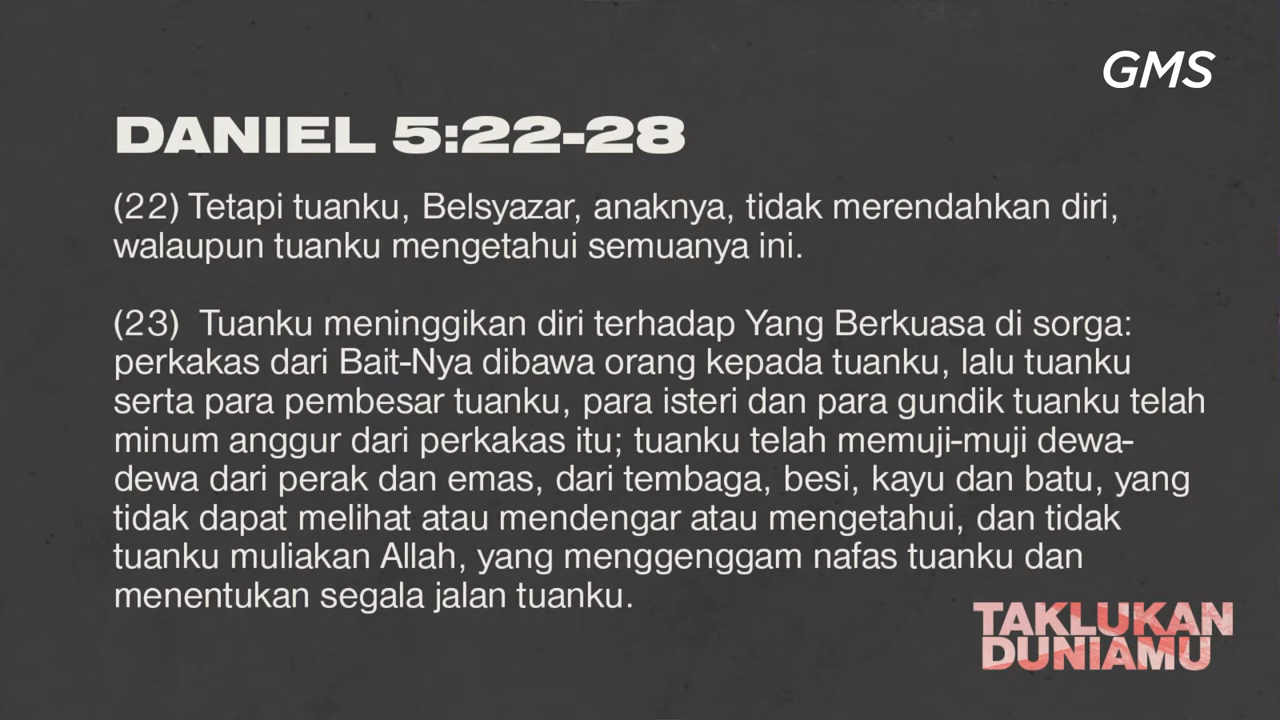 GMS
DANIEL 5:22-28
(22) Tetapi tuanku, Belsyazar, anaknya, tidak merendahkan diri,
walaupun tuanku mengetahui semuanya ini.
(23)  Tuanku meninggikan diri terhadap Yang Berkuasa di sorga:
perkakas dari Bait-Nya dibawa orang kepada tuanku, lalu tuanku
serta para pembesar tuanku, para isteri dan para gundik tuanku telah
minum anggur dari perkakas itu; tuanku telah memuji-muji dewa-
dewa dari perak dan emas, dari tembaga, besi, kayu dan batu, yang
tidak dapat melihat atau mendengar atau mengetahui, dan tidak
tuanku muliakan Allah, yang menggenggam nafas tuanku dan
menentukan segala jalan tuanku.
TAKLUKAN
DUNIAMU